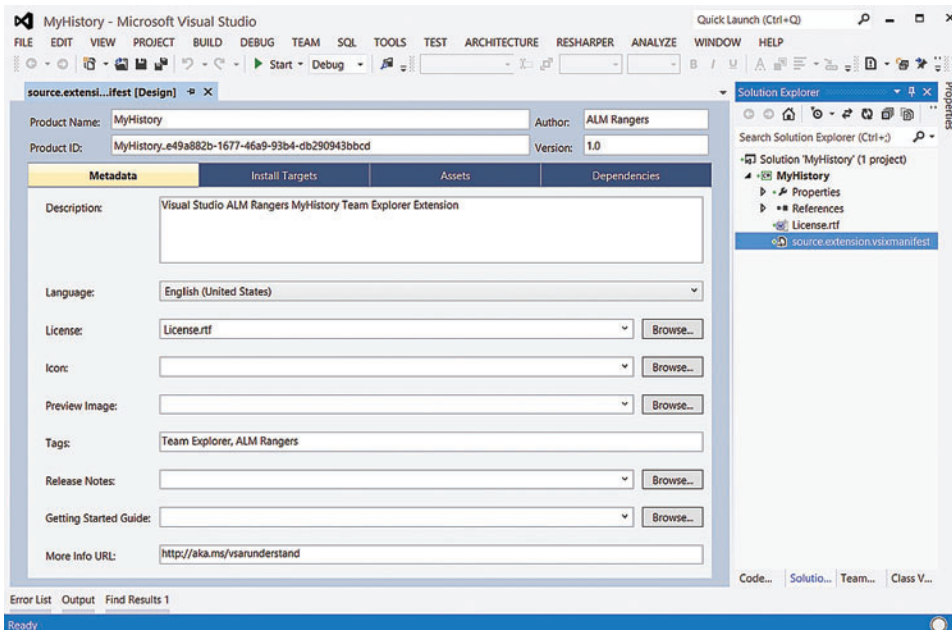 MyHistory - Microsoft Visual Studio
Quick Launch (Ctrl+Q)
FILE EDIT VIEW PROJECT BUILD DEBUG TEAM SQL TOOLS TEST ARCHITECTURE RESHARPER ANALYZE WINDOW HELP
Start Debug
source.extensi...ifest [Design]
Product Name: MyHistory
Author: ALM Rangers
Product ID: MyHistory..e49a882b-1677-46a9-93b4-db290943bbcd
Version: 1.0
Metadata Install Targets Assets Dependencies
Description: Visual Studio ALM Rangers MyHistory Team Explorer Extension
Language: English (United States)
License: License.rtf Browse...
Icon: Browse...
Preview Image: Browse...
Tags: Team Explorer, ALM Rangers
Release Notes: Browse...
Getting Started Guide: Browse...
More Info URL: http://aka.ms/vsarunderstand
Solution Explorer
Search Solution Explorer (Ctrl+;)
Solution 'MyHistory' (1 project)
MyHistory
Properties
References
License.rtf
source.extension.vsixmanifest
Code... Solutio... Team... Class V...
Properties
Error List Output Find Results 1
Ready